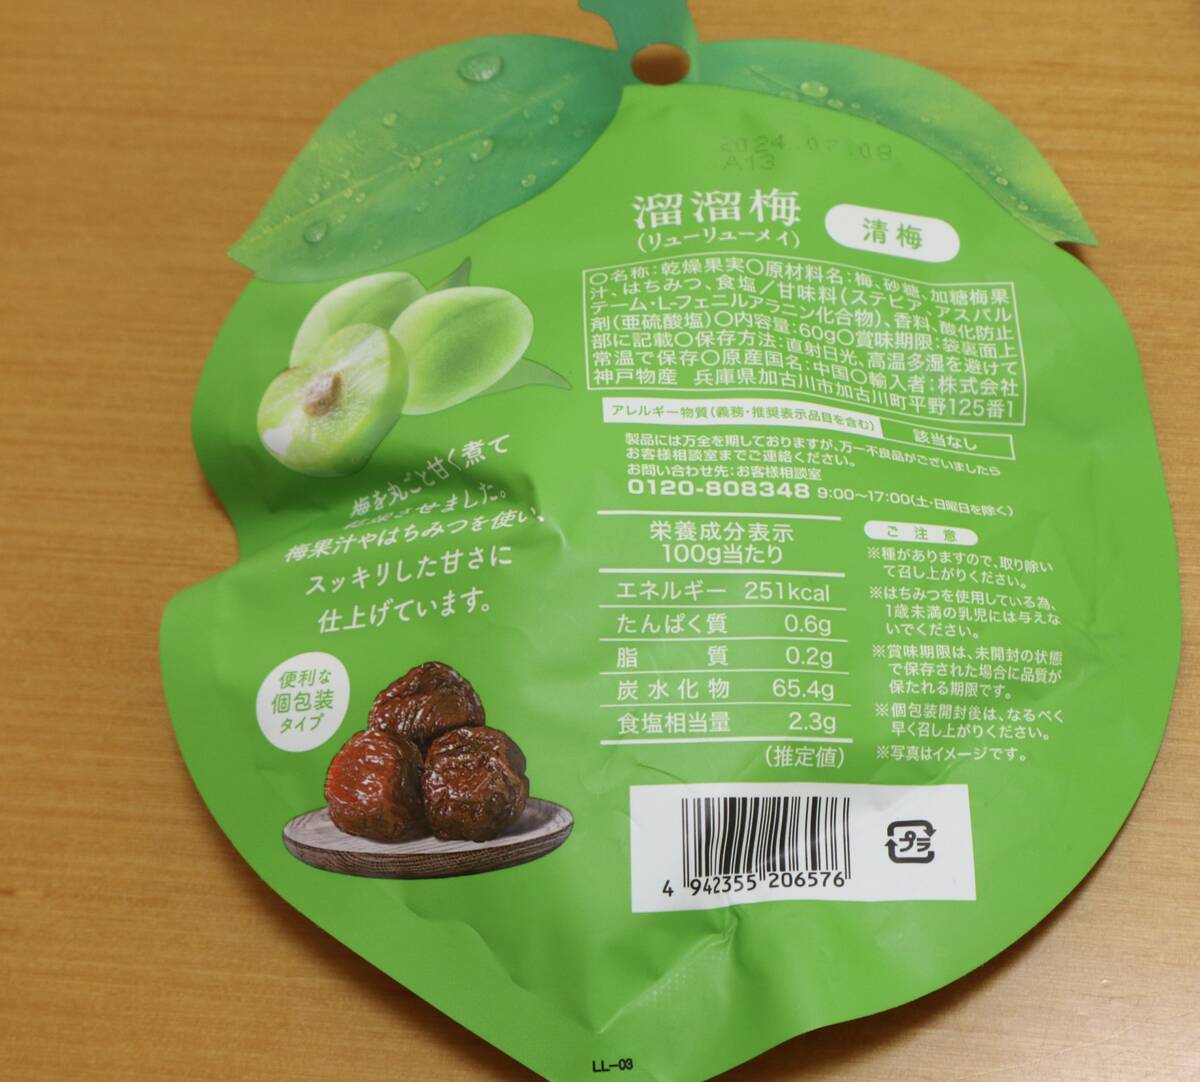 2024.07.08
A13
溜溜梅
(リューリューメイ)
清梅
○名称:乾燥果実○原材料名:梅、砂糖、加糖梅果
汁、はちみつ、食塩/甘味料(ステビア、アスパル
テーム・L-フェニルアラニン化合物)、香料、酸化防止
剤(亜硫酸塩)○内容量:60g○賞味期限:袋裏面上
部に記載○保存方法:直射日光、高温多湿を避けて
常温で保存○原産国名:中国○輸入者:株式会社
神戸物産 兵庫県加古川市加古川町平野125番1
アレルギー物質(義務・推奨表示品目を含む) 該当なし
製品には万全を期しておりますが、万一不良品がございましたら
お客様相談室までご連絡ください。
お問い合わせ先:お客様相談室
0120-808348 9:00~17:00(土・日曜日を除く)
梅を丸ごと甘く煮て
乾燥させました。
梅果汁やはちみつを使い、
スッキリした甘さに
仕上げています。
便利な
個包装
タイプ
栄養成分表示
100g当たり
エネルギー 251kcal
たんぱく質 0.6g
脂質 0.2g
炭水化物 65.4g
食塩相当量 2.3g
(推定値)
ご注意
※種がありますので、取り除い
て召し上がりください。
※はちみつを使用している為、
1歳未満の乳児には与えな
いでください。
※賞味期限は、未開封の状態
で保存された場合に品質が
保たれる期限です。
※個包装開封後は、なるべく
早く召し上がりください。
※写真はイメージです。
4 942355 206576
プラ
LL-03